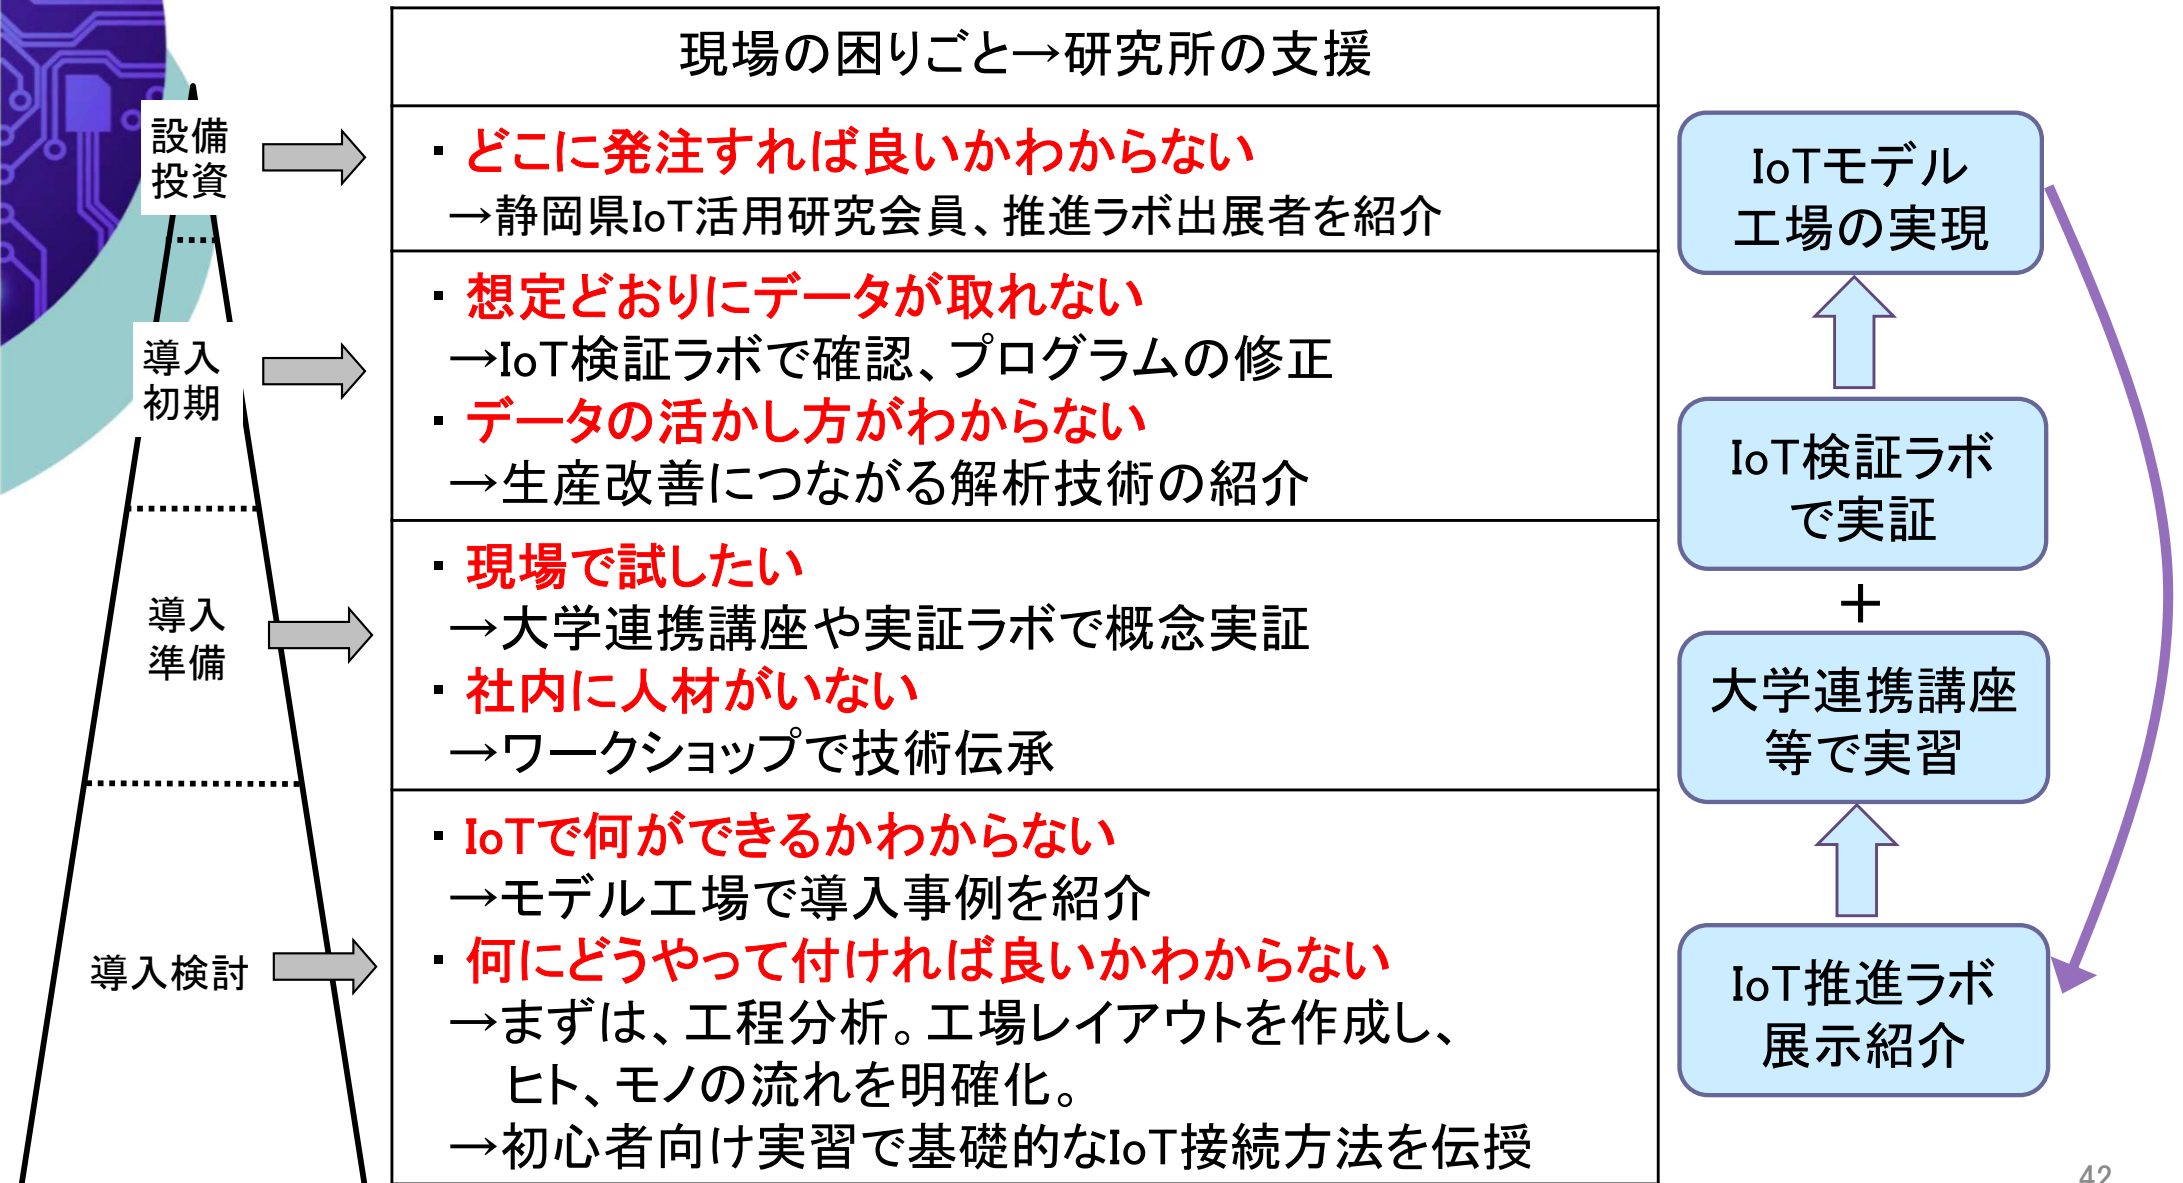 現場の困りごと→研究所の支援
設備
投資
・どこに発注すれば良いかわからない
→静岡県IoT活用研究会員、推進ラボ出展者を紹介
導入
初期
・想定どおりにデータが取れない
→IoT検証ラボで確認、プログラムの修正
・データの活かし方がわからない
→生産改善につながる解析技術の紹介
導入
準備
・現場で試したい
→大学連携講座や実証ラボで概念実証
・社内に人材がいない
→ワークショップで技術伝承
導入検討
・IoTで何ができるかわからない
→モデル工場で導入事例を紹介
・何にどうやって付ければ良いかわからない
→まずは、工程分析。工場レイアウトを作成し、
ヒト、モノの流れを明確化。
→初心者向け実習で基礎的なIoT接続方法を伝授
IoTモデル
工場の実現
IoT検証ラボ
で実証
+
大学連携講座
等で実習
IoT推進ラボ
展示紹介
42